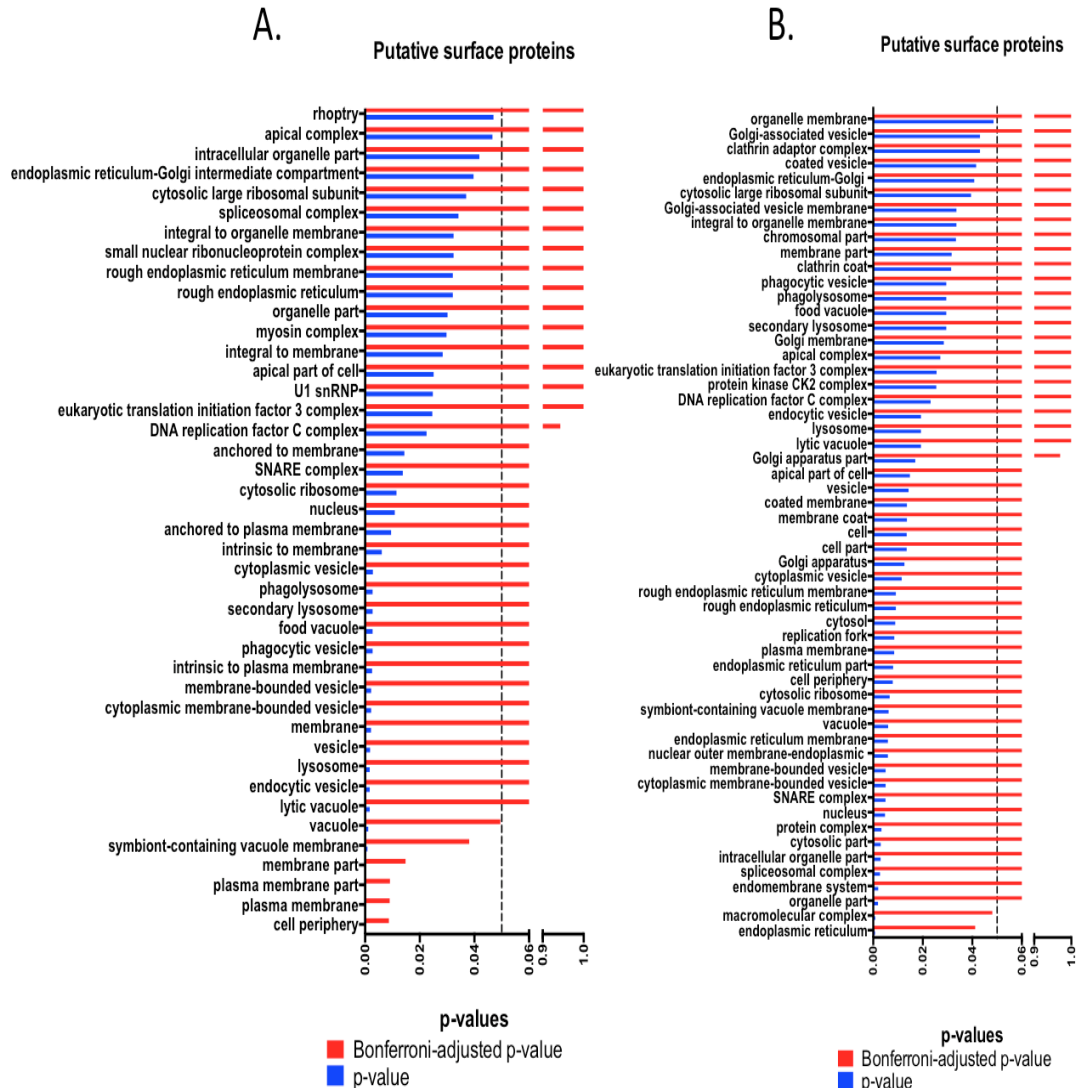 A.
Putative surface proteins
rhoptry
apical complex
intracellular organelle part
endoplasmic reticulum-Golgi intermediate compartment
cytosolic large ribosomal subunit
spliceosomal complex
integral to organelle membrane
small nuclear ribonucleoprotein complex
rough endoplasmic reticulum membrane
rough endoplasmic reticulum
organelle part
myosin complex
integral to membrane
apical part of cell
U1 snRNP
eukaryotic translation initiation factor 3 complex
DNA replication factor C complex
anchored to membrane
SNARE complex
cytosolic ribosome
nucleus
anchored to plasma membrane
intrinsic to membrane
cytoplasmic vesicle
phagolysosome
secondary lysosome
food vacuole
phagocytic vesicle
intrinsic to plasma membrane
membrane-bounded vesicle
cytoplasmic membrane-bounded vesicle
membrane
vesicle
lysosome
endocytic vesicle
lytic vacuole
vacuole
symbiont-containing vacuole membrane
membrane part
plasma membrane part
plasma membrane
cell periphery
0.00
0.02
0.04
0.06
0.9
1.0
p-values
Bonferroni-adjusted p-value
p-value
B.
Putative surface proteins
organelle membrane
Golgi-associated vesicle
clathrin adaptor complex
coated vesicle
endoplasmic reticulum-Golgi
cytosolic large ribosomal subunit
Golgi-associated vesicle membrane
integral to organelle membrane
chromosomal part
membrane part
clathrin coat
phagocytic vesicle
phagolysosome
food vacuole
secondary lysosome
Golgi membrane
apical complex
eukaryotic translation initiation factor 3 complex
protein kinase CK2 complex
DNA replication factor C complex
endocytic vesicle
lysosome
lytic vacuole
Golgi apparatus part
apical part of cell
vesicle
coated membrane
membrane coat
cell
cell part
Golgi apparatus
cytoplasmic vesicle
rough endoplasmic reticulum membrane
rough endoplasmic reticulum
cytosol
replication fork
plasma membrane
endoplasmic reticulum part
cell periphery
cytosolic ribosome
symbiont-containing vacuole membrane
vacuole
endoplasmic reticulum membrane
nuclear outer membrane-endoplasmic
membrane-bounded vesicle
cytoplasmic membrane-bounded vesicle
SNARE complex
nucleus
protein complex
cytosolic part
intracellular organelle part
spliceosomal complex
endomembrane system
organelle part
macromolecular complex
endoplasmic reticulum
0.00
0.02
0.04
0.06
0.9
1.0
p-values
Bonferroni-adjusted p-value
p-value